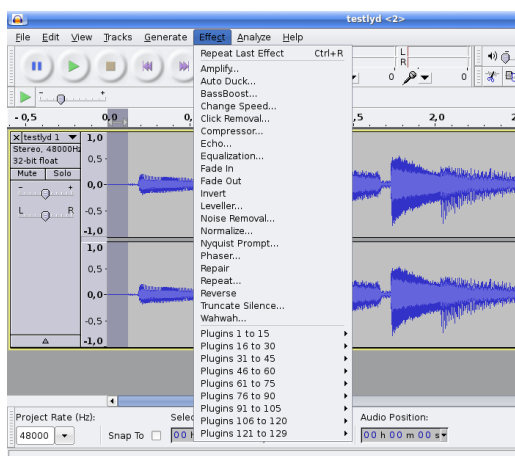 testlyd <2>
File Edit View Tracks Generate Effect Analyze Help
Repeat Last Effect Ctrl+R
Amplify...
Auto Duck...
BassBoost...
Change Speed...
Click Removal...
Compressor...
Echo...
Equalization...
Fade In
Fade Out
Invert
Leveller...
Noise Removal...
Normalize...
Nyquist Prompt...
Phaser...
Repair
Repeat...
Reverse
Truncate Silence...
Wahwah...
Plugins 1 to 15
Plugins 16 to 30
Plugins 31 to 45
Plugins 46 to 60
Plugins 61 to 75
Plugins 76 to 90
Plugins 91 to 105
Plugins 106 to 120
Plugins 121 to 129
L
R
0 0
- +
- 0,5 0,0 0, ,5 2,0 2
testlyd 1
Stereo, 48000Hz
32-bit float
Mute Solo
- +
L R
1,0
0,5
0,0
-0,5
-1,0
1,0
0,5
0,0
-0,5
-1,0
Project Rate (Hz):
48000
Snap To
Selec
00 h
Audio Position:
00 h 00 m 00 s